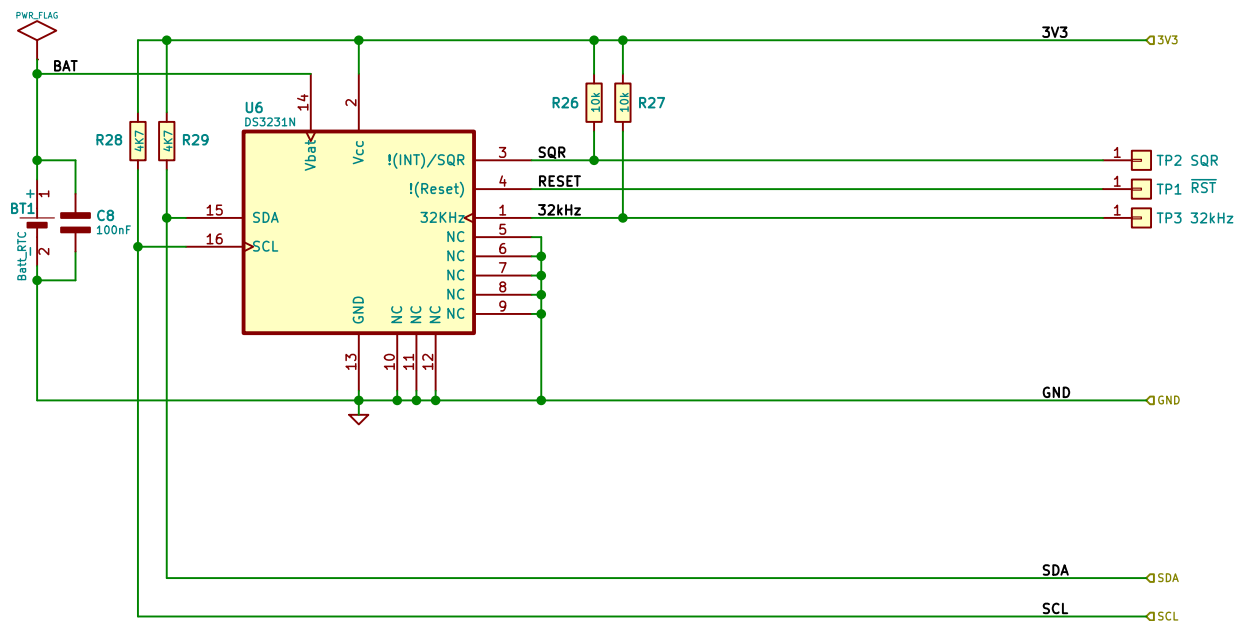 PWR_FLAG
BAT
3V3
3V3
14
2
R26
10k
10k
R27
U6
DS3231N
R28
4K7
4K7
R29
Vbat
Vcc
!(INT)/SQR
3
SQR
1
TP2 SQR
!(Reset)
4
RESET
1
TP1 RST
32KHz
1
32kHz
1
TP3 32kHz
15
SDA
16
SCL
+
1
BT1
2
Batt_RTC
C8
100nF
NC
5
NC
6
NC
7
NC
8
NC
9
GND
NC
NC
NC
13
10
11
12
GND
GND
SDA
SDA
SCL
SCL